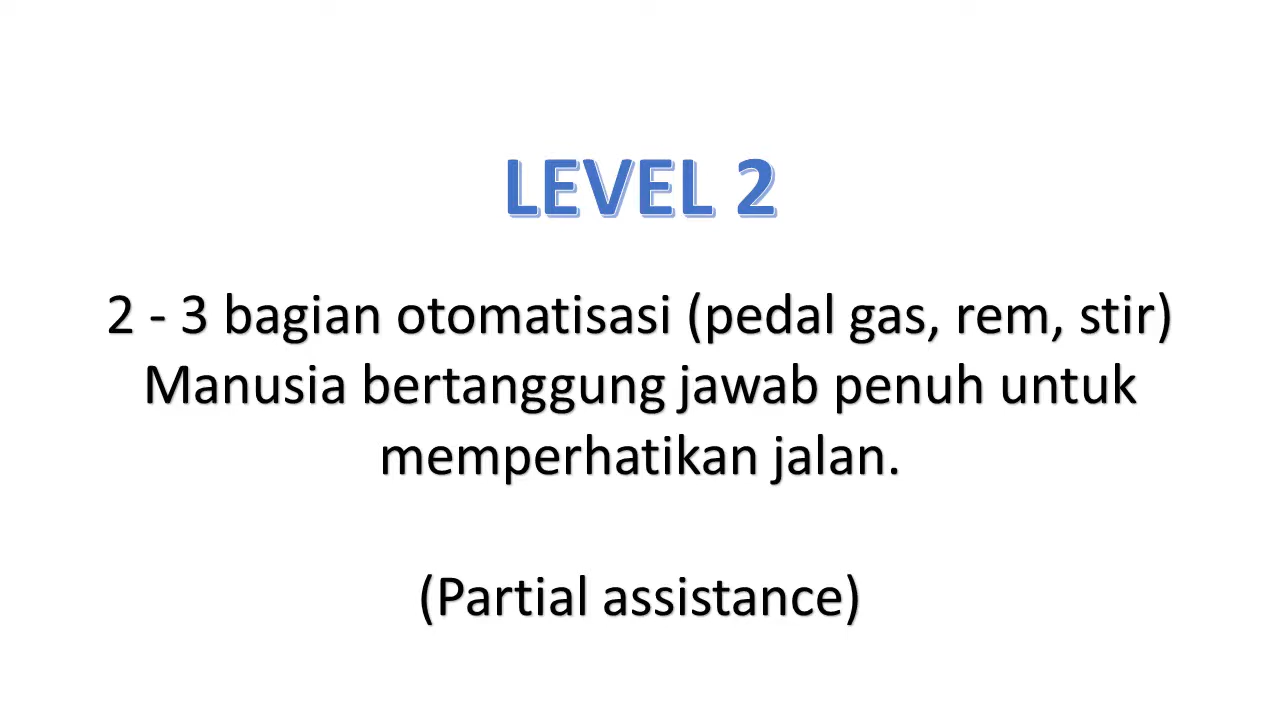 LEVEL 2
2 - 3 bagian otomatisasi (pedal gas, rem, stir)
Manusia bertanggung jawab penuh untuk
memperhatikan jalan.
(Partial assistance)